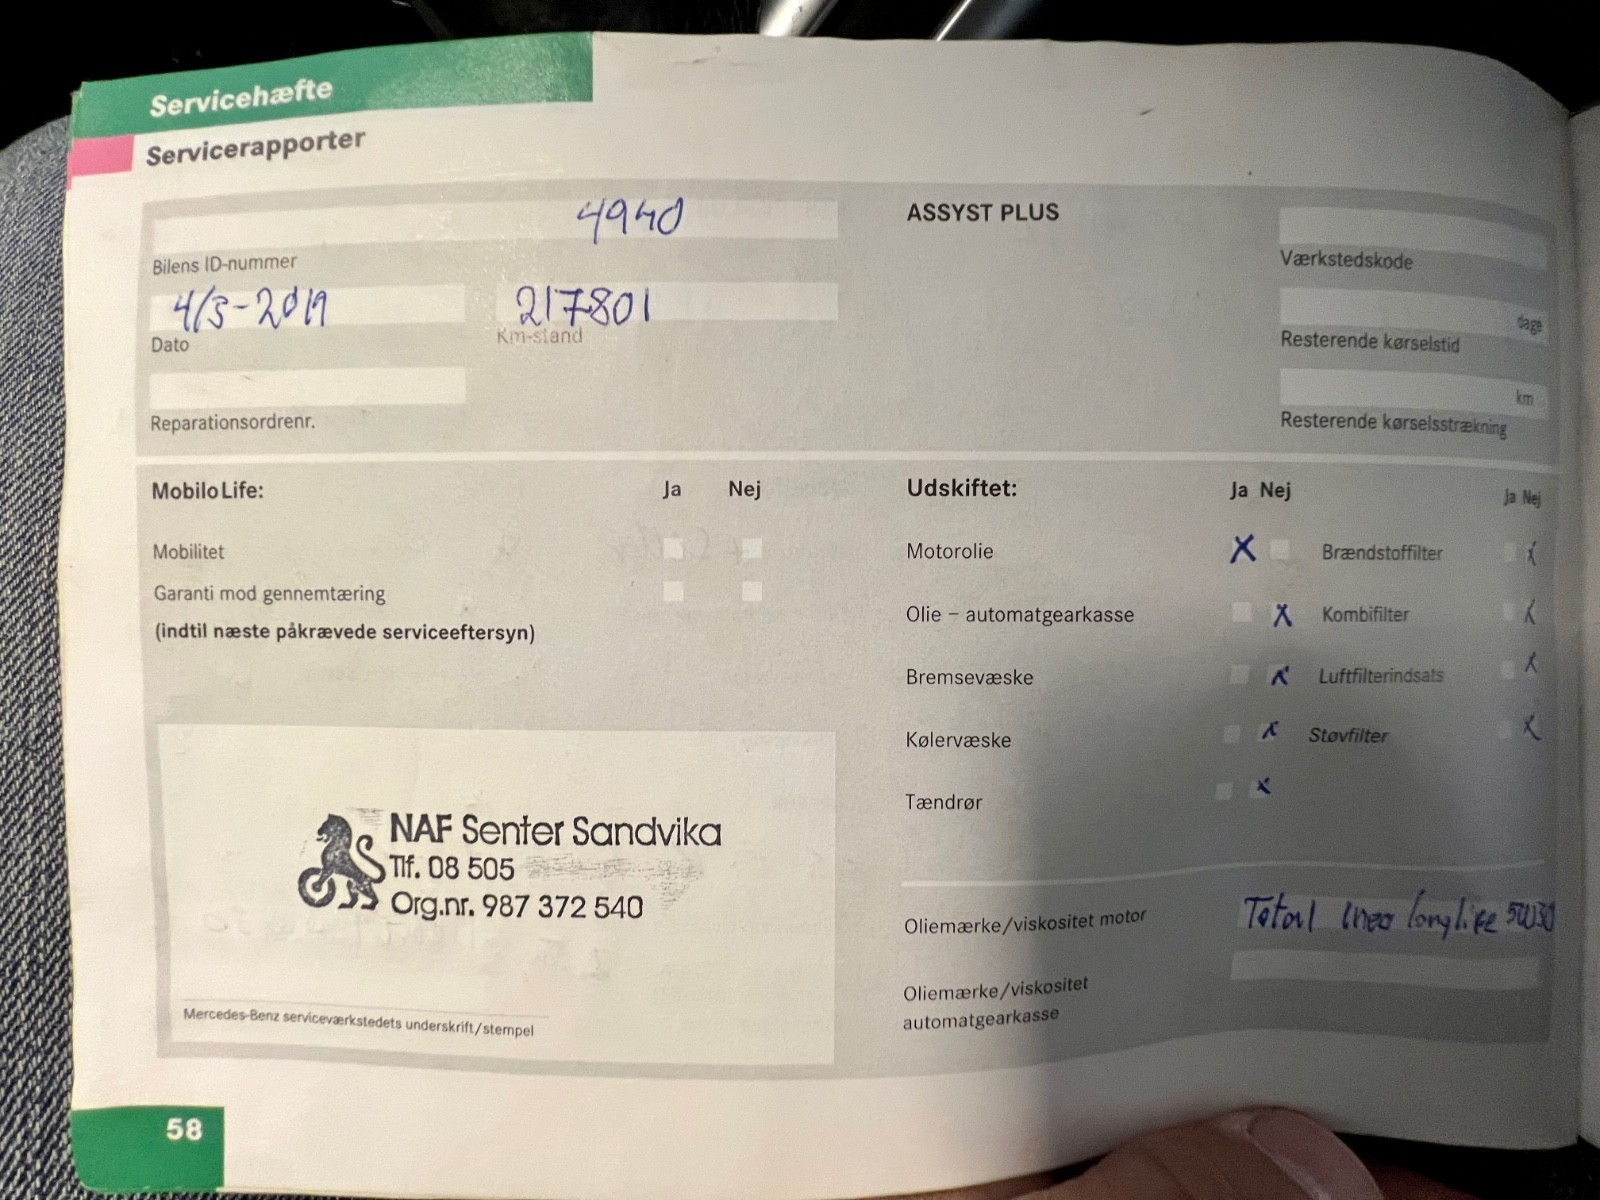 Servicehæfte
Servicerapporter
4940
Bilens ID-nummer
4/3-2019
Dato
217801
Km-stand
Reparationsordrenr.
ASSYST PLUS
Værkstedskode
dage
Resterende kørselstid
km
Resterende kørselsstrækning
MobiloLife: Ja Nej
Mobilitet
Garanti mod gennemtæring
(indtil næste påkrævede serviceeftersyn)
NAF Senter Sandvika
Tlf. 08 505
Org.nr. 987 372 540
Mercedes-Benz serviceværkstedets underskrift/stempel
Udskiftet: Ja Nej Ja Nej
Motorolie X Brændstoffilter X
Olie – automatgearkasse X Kombifilter X
Bremsevæske X Luftfilterindsats X
Kølervæske X Støvfilter X
Tændrør X
Oliemærke/viskositet motor Total ineo longlife 5W30
Oliemærke/viskositet
automatgearkasse
58